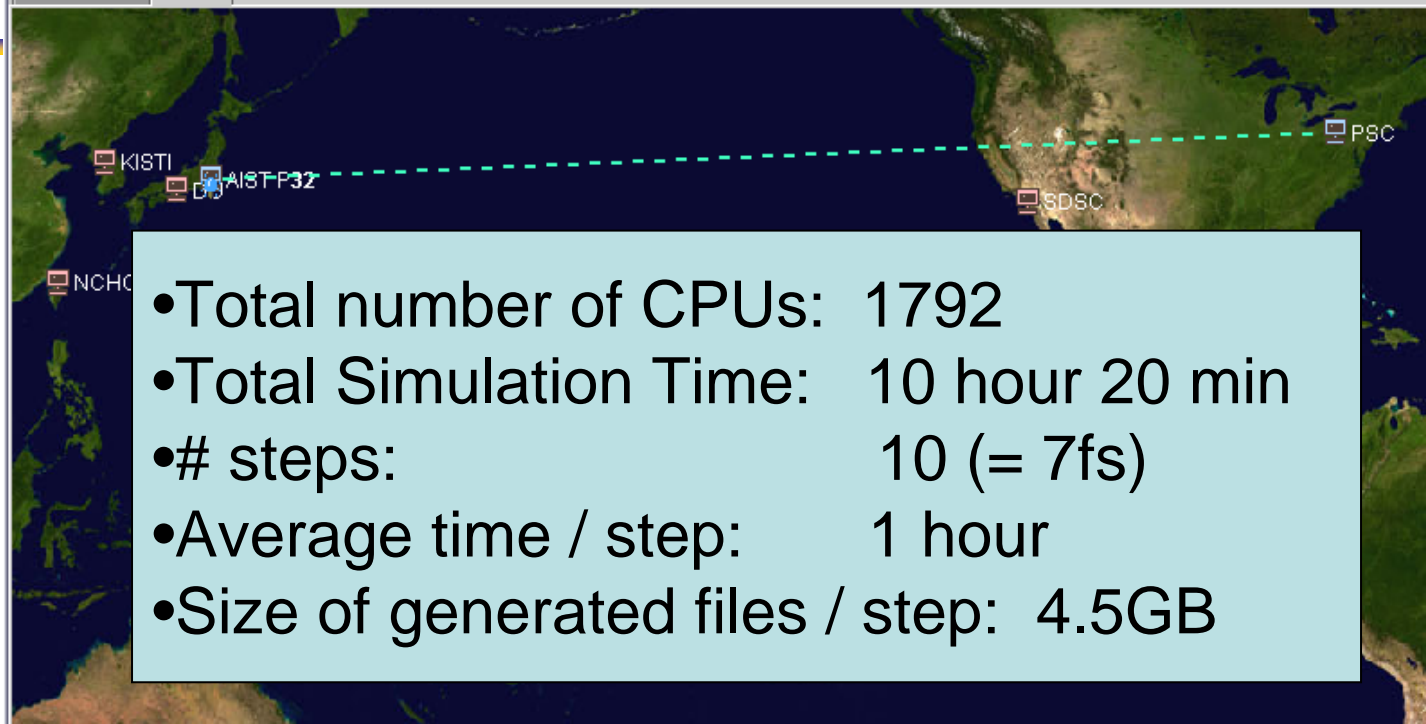 PSC
KISTI
AIST-P32
SDSC
•Total number of CPUs: 1792
•Total Simulation Time: 10 hour 20 min
•# steps: 10 (= 7fs)
•Average time / step: 1 hour
•Size of generated files / step: 4.5GB